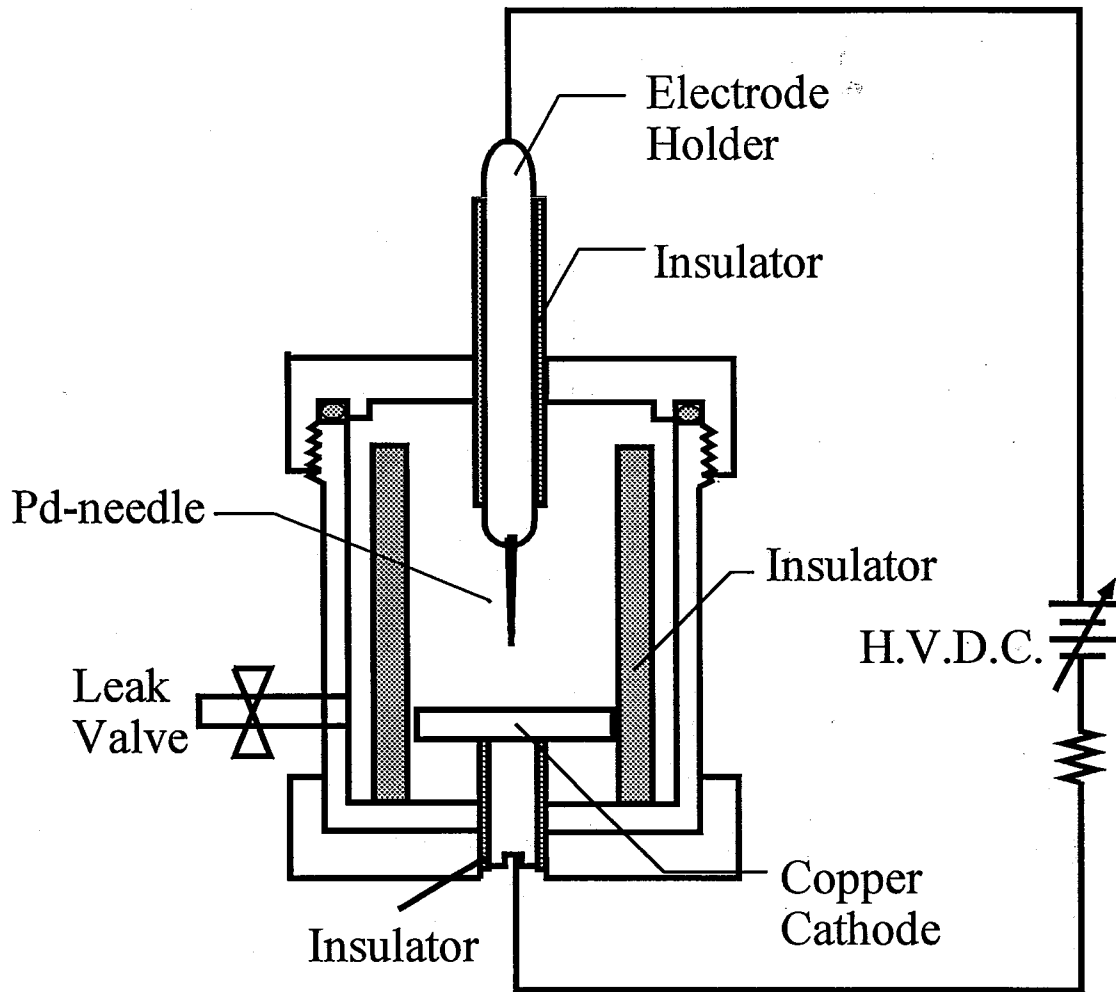 Electrode
Holder
Insulator
Pd-needle
Insulator
H.V.D.C.
Leak
Valve
Copper
Cathode
Insulator